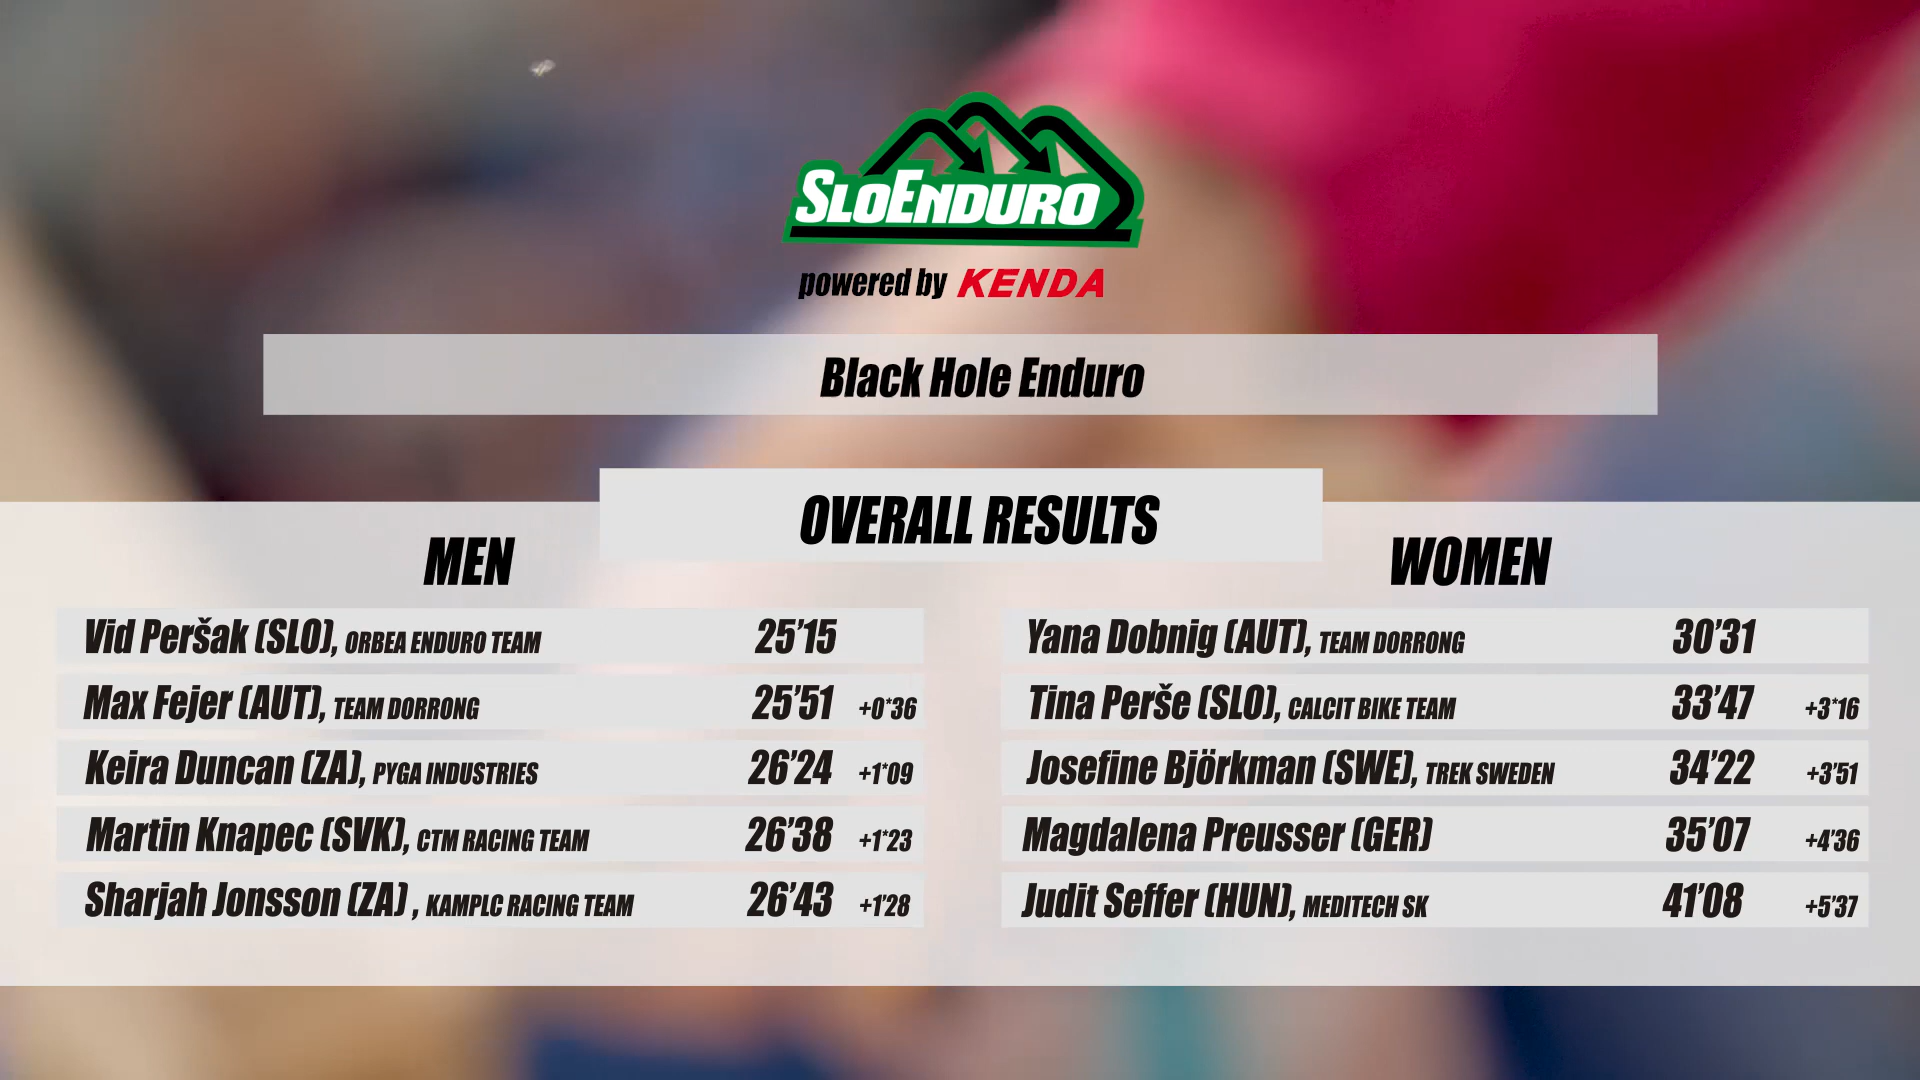 SLOENDURO
powered by KENDA
Black Hole Enduro
OVERALL RESULTS
MEN
Vid Peršak (SLO), ORBEA ENDURO TEAM 25’15
Max Fejer (AUT), TEAM DORRONG 25’51 +0*36
Keira Duncan (ZA), PYGA INDUSTRIES 26’24 +1*09
Martin Knapec (SVK), CTM RACING TEAM 26’38 +1*23
Sharjah Jonsson (ZA) , KAMPLC RACING TEAM 26’43 +1’28
WOMEN
Yana Dobnig (AUT), TEAM DORRONG 30’31
Tina Perše (SLO), CALCIT BIKE TEAM 33’47 +3*16
Josefine Björkman (SWE), TREK SWEDEN 34’22 +3’51
Magdalena Preusser (GER) 35’07 +4’36
Judit Seffer (HUN), MEDITECH SK 41’08 +5’37